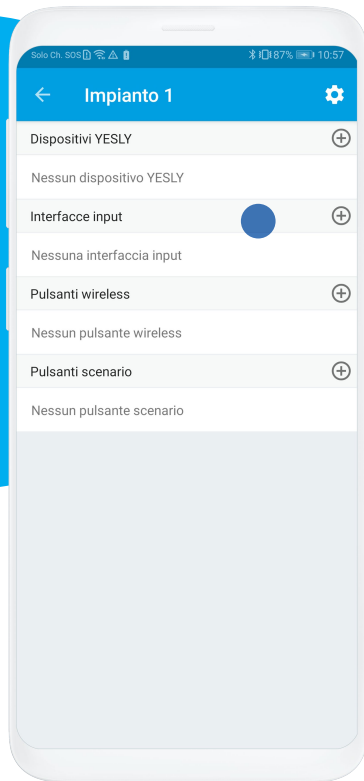 Solo Ch. SOS 87% 10:57
Impianto 1
Dispositivi YESLY
Nessun dispositivo YESLY
Interfacce input
Nessuna interfaccia input
Pulsanti wireless
Nessun pulsante wireless
Pulsanti scenario
Nessun pulsante scenario